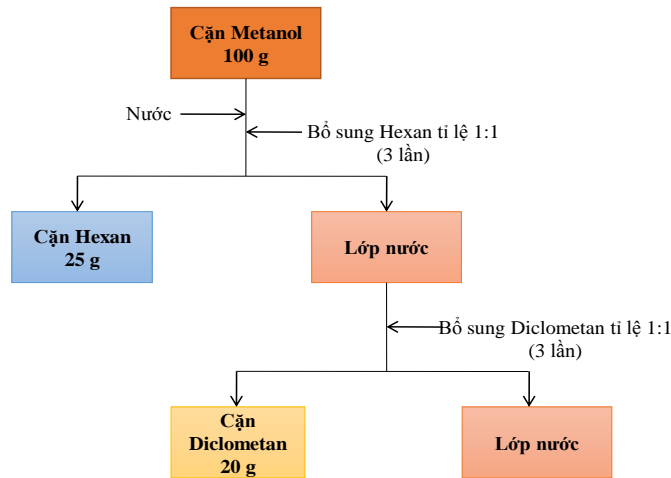 Cặn Metanol
100 g
Nước
Bổ sung Hexan tỉ lệ 1:1
(3 lần)
Cặn Hexan
25 g
Lớp nước
Bổ sung Diclometan tỉ lệ 1:1
(3 lần)
Cặn
Diclometan
20 g
Lớp nước